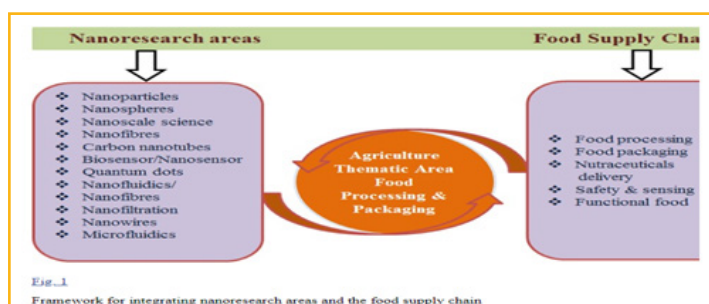 Nanoresearch areas
Food Supply Cha
Nanoparticles
Nanospheres
Nanoscale science
Nanofibres
Carbon nanotubes
Biosensor/Nanosensor
Quantum dots
Nanofluidics/
Nanofibres
Nanofiltration
Nanowires
Microfluidics
Agriculture
Thematic Area
Food
Processing &
Packaging
Food processing
Food packaging
Nutraceuticals
delivery
Safety & sensing
Functional food
Fig. 1
Framework for integrating nanoresearch areas and the food supply chain